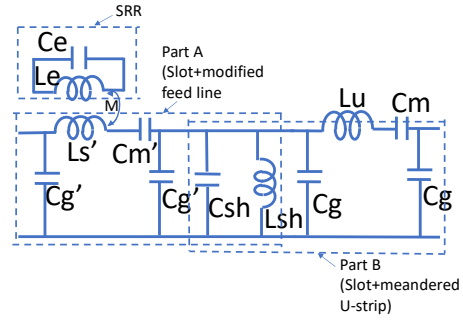 SRR
Ce
Le
M
Part A
(Slot+modified
feed line
Ls’
Cm’
Lu
Cm
Cg’
Cg’
Csh
Lsh
Cg
Cg
Part B
(Slot+meandered
U-strip)